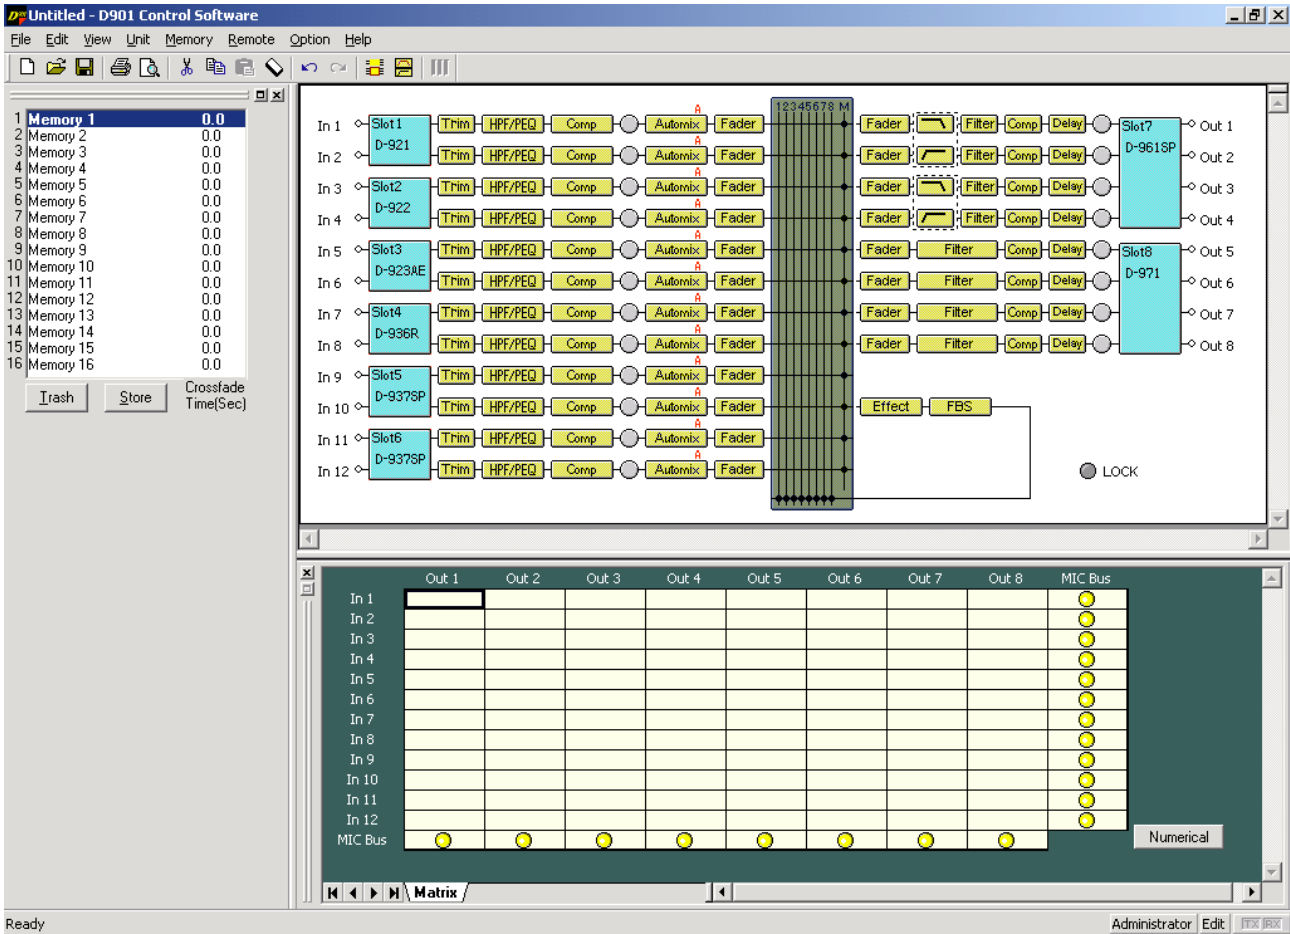 Untitled - D901 Control Software
File Edit View Unit Memory Remote Option Help
1 Memory 1 0.0
2 Memory 2 0.0
3 Memory 3 0.0
4 Memory 4 0.0
5 Memory 5 0.0
6 Memory 6 0.0
7 Memory 7 0.0
8 Memory 8 0.0
9 Memory 9 0.0
10 Memory 10 0.0
11 Memory 11 0.0
12 Memory 12 0.0
13 Memory 13 0.0
14 Memory 14 0.0
15 Memory 15 0.0
16 Memory 16 0.0
Trash Store Crossfade
Time(Sec)
12345678 M
A
In 1 Slot1 Trim HPF/PEQ Comp Automix Fader Fader Filter Comp Delay Slot7 Out 1
D-921 D-961SP
A
In 2 Trim HPF/PEQ Comp Automix Fader Fader Filter Comp Delay Out 2
A
In 3 Slot2 Trim HPF/PEQ Comp Automix Fader Fader Filter Comp Delay Out 3
D-922
A
In 4 Trim HPF/PEQ Comp Automix Fader Fader Filter Comp Delay Out 4
A
In 5 Slot3 Trim HPF/PEQ Comp Automix Fader Fader Filter Comp Delay Slot8 Out 5
D-923AE D-971
A
In 6 Trim HPF/PEQ Comp Automix Fader Fader Filter Comp Delay Out 6
A
In 7 Slot4 Trim HPF/PEQ Comp Automix Fader Fader Filter Comp Delay Out 7
D-936R
A
In 8 Trim HPF/PEQ Comp Automix Fader Fader Filter Comp Delay Out 8
A
In 9 Slot5 Trim HPF/PEQ Comp Automix Fader
D-937SP
A
In 10 Trim HPF/PEQ Comp Automix Fader Effect FBS
A
In 11 Slot6 Trim HPF/PEQ Comp Automix Fader
D-937SP
A
In 12 Trim HPF/PEQ Comp Automix Fader LOCK
Out 1 Out 2 Out 3 Out 4 Out 5 Out 6 Out 7 Out 8 MIC Bus
In 1
In 2
In 3
In 4
In 5
In 6
In 7
In 8
In 9
In 10
In 11
In 12
MIC Bus
Numerical
Matrix
Ready Administrator Edit TX RX